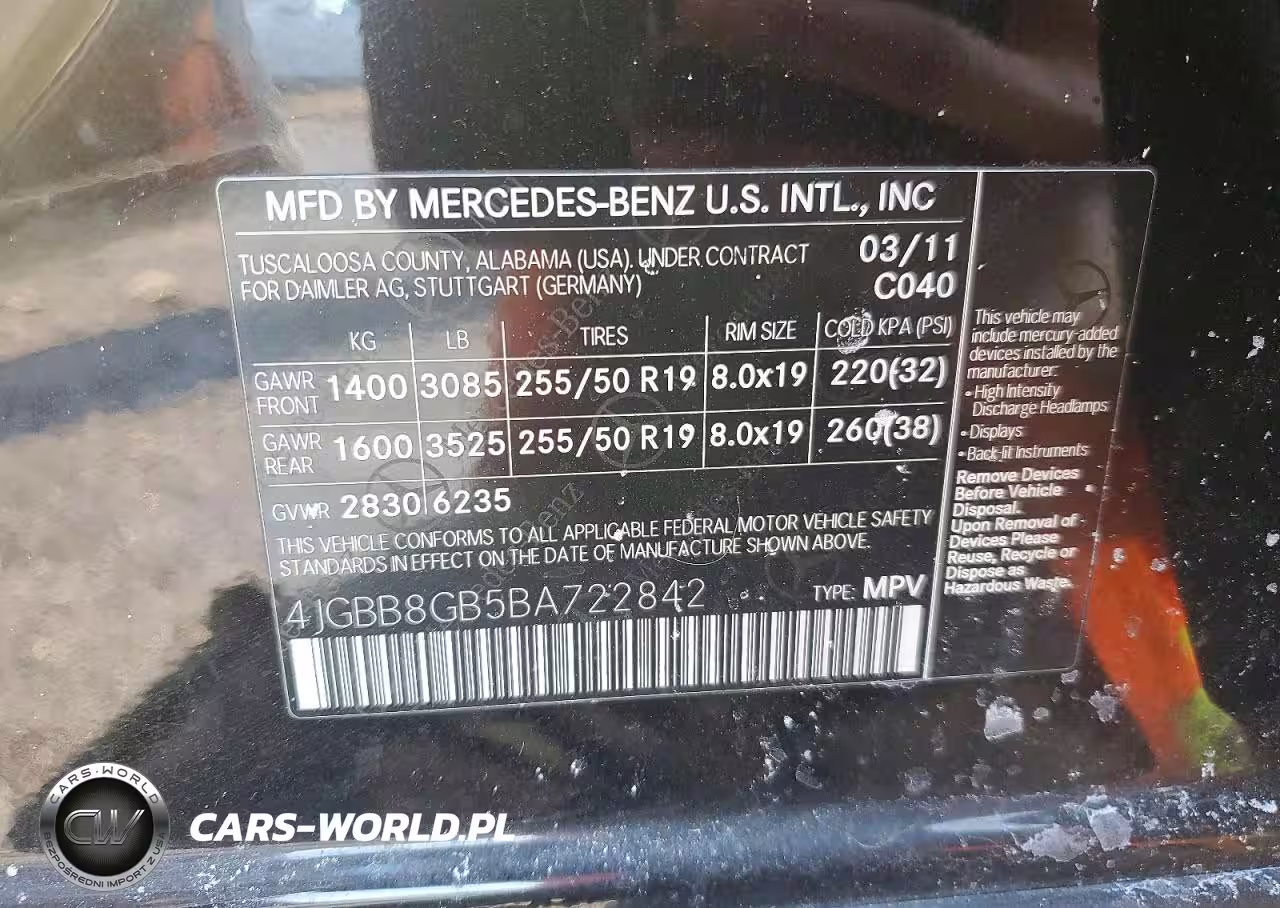 MFD BY MERCEDES-BENZ U.S. INTL., INC
TUSCALOOSA COUNTY, ALABAMA (USA). UNDER CONTRACT
FOR DAIMLER AG, STUTTGART (GERMANY)
03/11
C040
KG LB TIRES RIM SIZE COLD KPA (PSI)
GAWR FRONT 1400 3085 255/50 R19 8.0x19 220(32)
GAWR REAR 1600 3525 255/50 R19 8.0x19 260(38)
GVWR 2830 6235
THIS VEHICLE CONFORMS TO ALL APPLICABLE FEDERAL MOTOR VEHICLE SAFETY
STANDARDS IN EFFECT ON THE DATE OF MANUFACTURE SHOWN ABOVE.
4JGBB8GB5BA722842 TYPE: MPV
This vehicle may
include mercury-added
devices installed by the
manufacturer:
• High Intensity
Discharge Headlamps
• Displays
• Back lit Instruments
Remove Devices
Before Vehicle
Disposal.
Upon Removal of
Devices Please
Reuse, Recycle or
Dispose as
Hazardous Waste.
CARS-WORLD
CW
BEZPOŚREDNI IMPORT Z USA
CARS-WORLD.PL